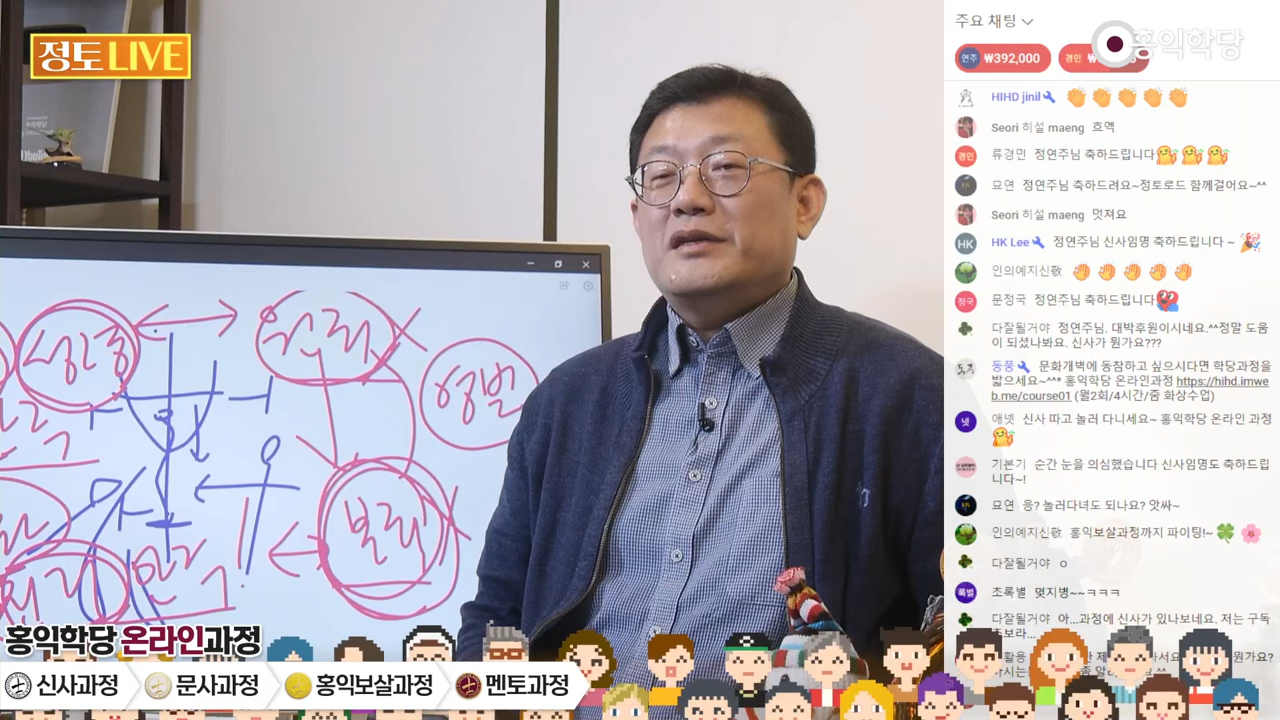 정토 LIVE
주요 채팅
홍익학당
연주 ₩392,000
경민
HIHD jinil
Seori 히설 maeng 흐엑
류경민 정연주님 축하드립니다
묘연 정연주님 축하드려요~정토로드 함께걸어요~^^
Seori 히설 maeng 멋져요
HK Lee 정연주님 신사임명 축하드립니다 ~
인의예지신敬
문정국 정연주님 축하드립니다
다잘될거야 정연주님. 대박후원이시네요.^^정말 도움
이 되셨나봐요. 신사가 뭔가요???
동풍 문화개벽에 동참하고 싶으시다면 학당과정을
밟으세요~^^* 홍익학당 온라인과정 https://hihd.imwe
b.me/course01 (월2회/4시간/줌 화상수업)
애넷 신사 따고 놀러 다니세요~ 홍익학당 온라인 과정
기본기 순간 눈을 의심했습니다 신사임명도 축하드립
니다~!
묘연 응? 놀러다녀도 되나요? 앗싸~
인의예지신敬 홍익보살과정까지 파이팅!~
다잘될거야 ㅇ
초록별 몇지병~~ㅋㅋㅋ
다잘될거야 아...과정에 신사가 있나보네요. 저는 구독
영벌
홍익학당 온라인과정
신사과정
문사과정
홍익보살과정
멘토과정